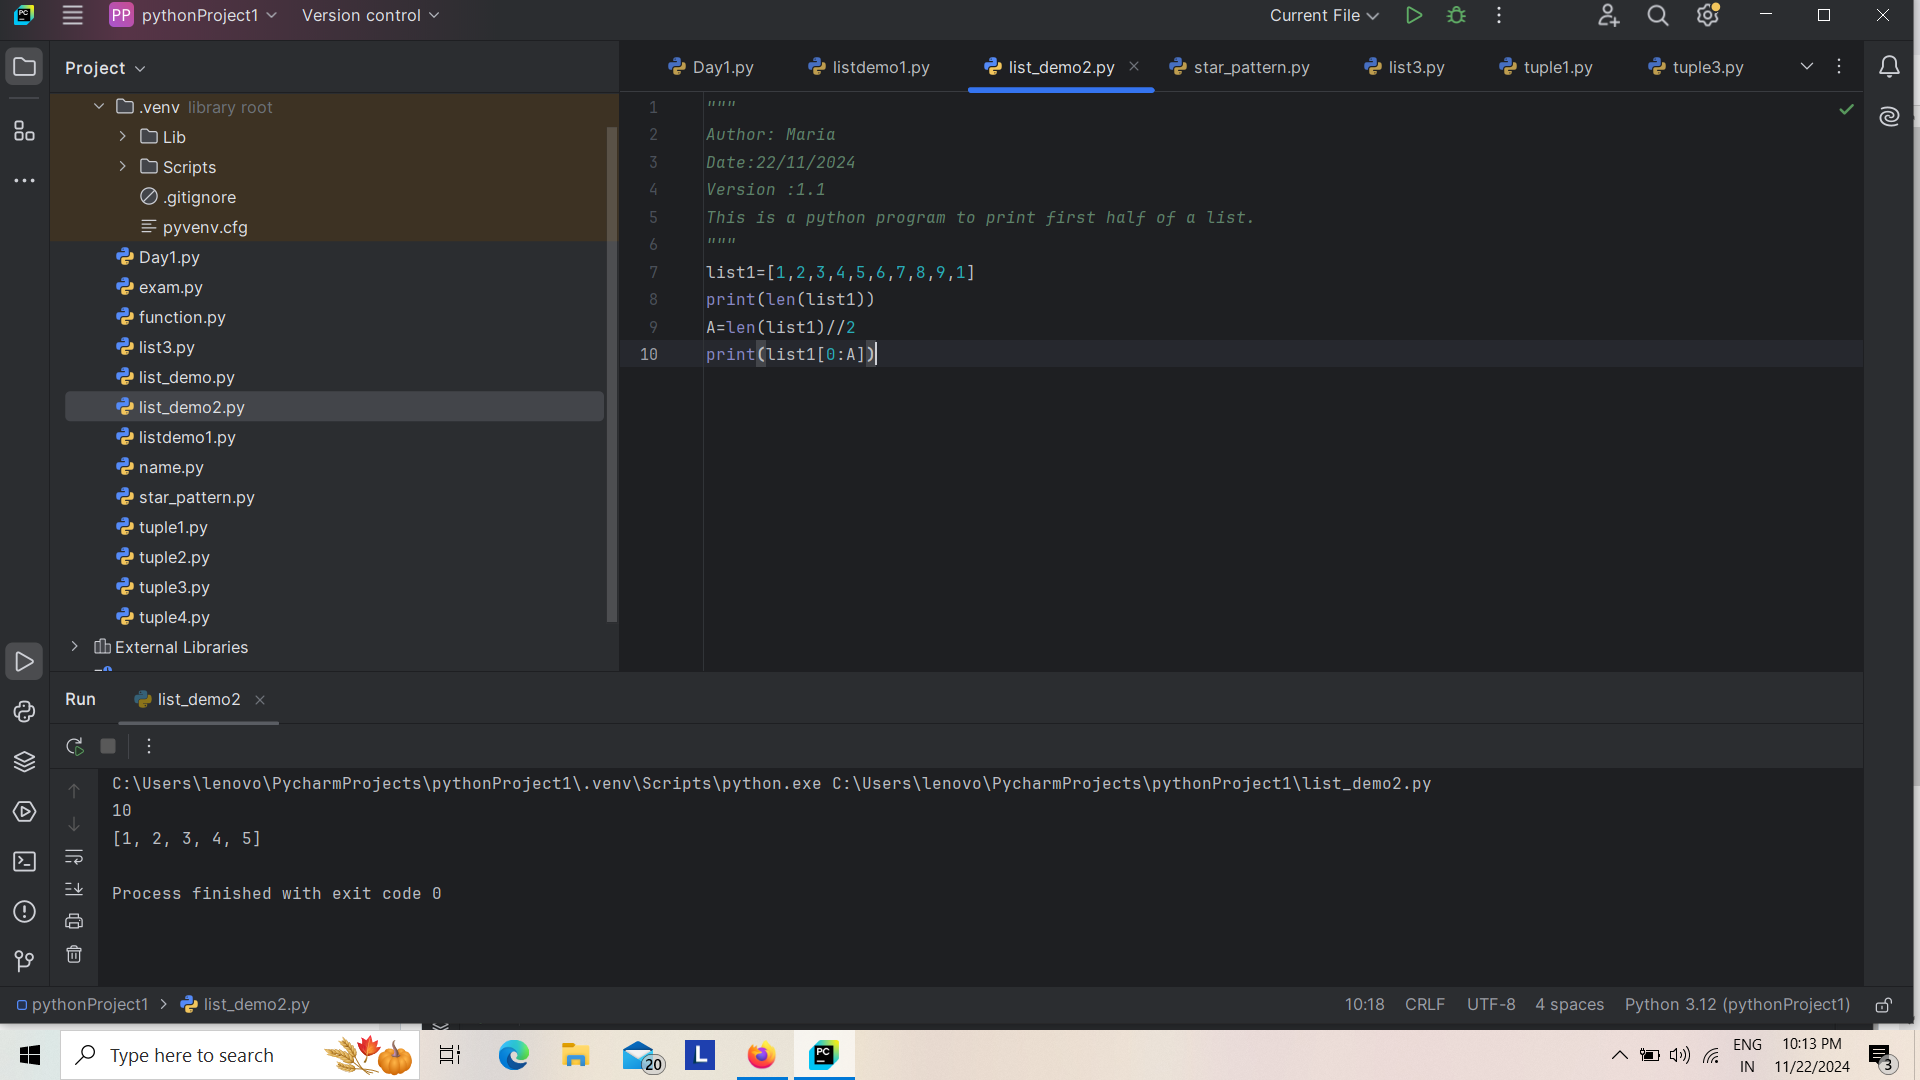 PP pythonProject1 Version control Current File
Project
Day1.py listdemo1.py list_demo2.py star_pattern.py list3.py tuple1.py tuple3.py
.venv library root
Lib
Scripts
.gitignore
pyvenv.cfg
Day1.py
exam.py
function.py
list3.py
list_demo.py
list_demo2.py
listdemo1.py
name.py
star_pattern.py
tuple1.py
tuple2.py
tuple3.py
tuple4.py
External Libraries
1 """
2 Author: Maria
3 Date:22/11/2024
4 Version :1.1
5 This is a python program to print first half of a list.
6 """
7 list1=[1,2,3,4,5,6,7,8,9,1]
8 print(len(list1))
9 A=len(list1)//2
10 print(list1[0:A])
Run list_demo2
C:\Users\lenovo\PycharmProjects\pythonProject1\.venv\Scripts\python.exe C:\Users\lenovo\PycharmProjects\pythonProject1\list_demo2.py
10
[1, 2, 3, 4, 5]
Process finished with exit code 0
pythonProject1 > list_demo2.py 10:18 CRLF UTF-8 4 spaces Python 3.12 (pythonProject1)
Type here to search 20 L PC ENG 10:13 PM
IN 11/22/2024 3